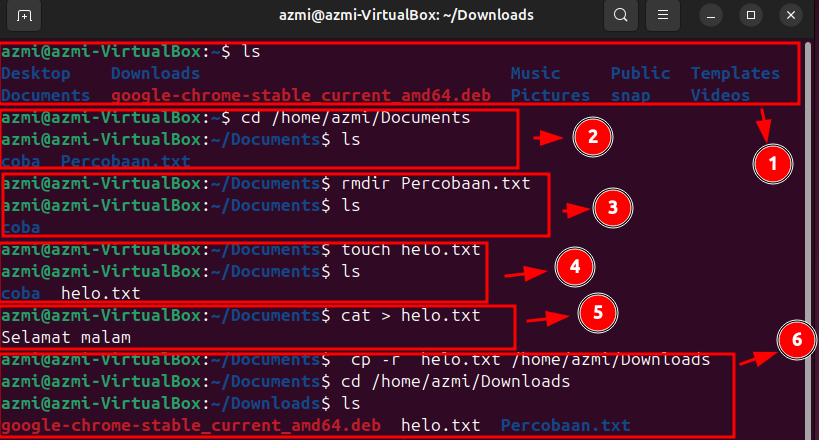 azmi@azmi-VirtualBox: ~/Downloads
azmi@azmi-VirtualBox:~$ ls
Desktop Downloads Music Public Templates
Documents google-chrome-stable_current_amd64.deb Pictures snap Videos
1
azmi@azmi-VirtualBox:~$ cd /home/azmi/Documents
azmi@azmi-VirtualBox:~/Documents$ ls
coba Percobaan.txt
2
azmi@azmi-VirtualBox:~/Documents$ rmdir Percobaan.txt
azmi@azmi-VirtualBox:~/Documents$ ls
coba
3
azmi@azmi-VirtualBox:~/Documents$ touch helo.txt
azmi@azmi-VirtualBox:~/Documents$ ls
coba helo.txt
4
azmi@azmi-VirtualBox:~/Documents$ cat > helo.txt
Selamat malam
5
azmi@azmi-VirtualBox:~/Documents$ cp -r helo.txt /home/azmi/Downloads
azmi@azmi-VirtualBox:~/Documents$ cd /home/azmi/Downloads
azmi@azmi-VirtualBox:~/Downloads$ ls
google-chrome-stable_current_amd64.deb helo.txt Percobaan.txt
6